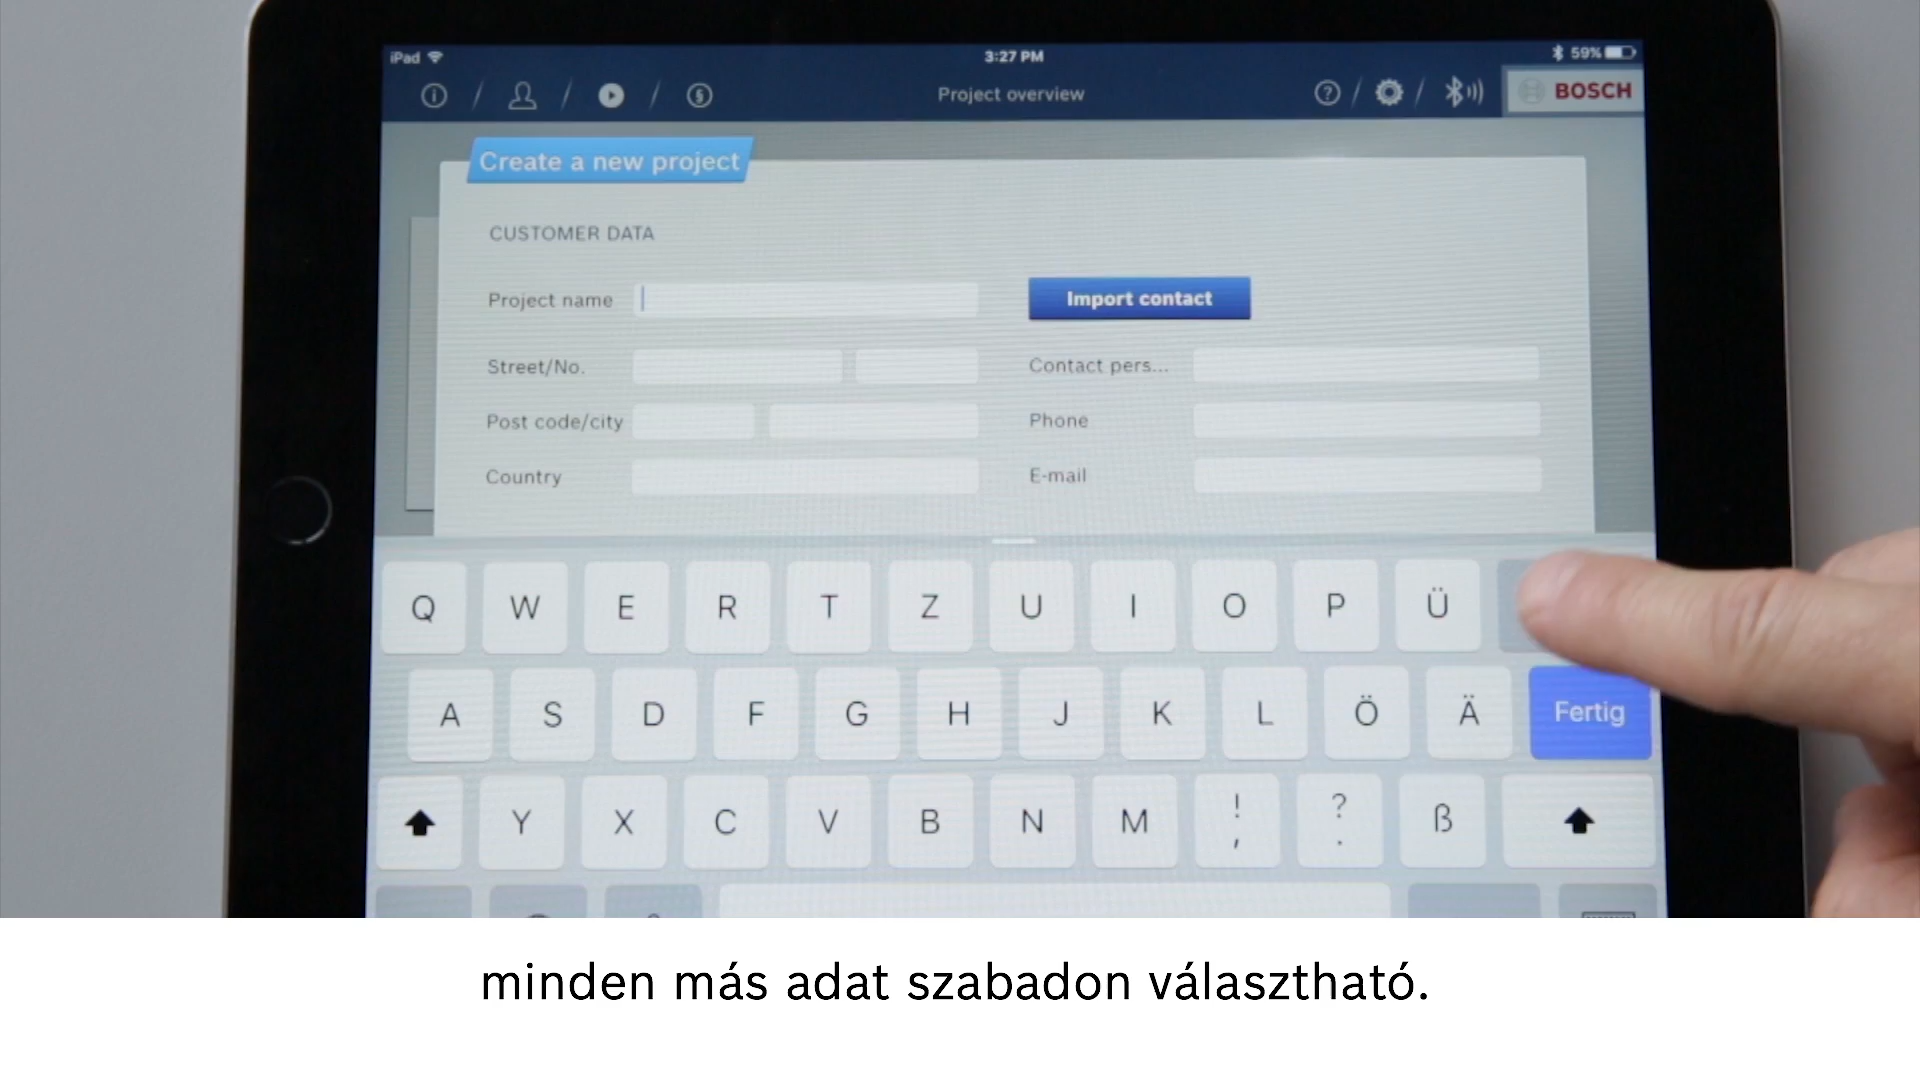 iPad 3:27 PM 59%
Project overview
BOSCH
Create a new project
CUSTOMER DATA
Project name Import contact
Street/No. Contact pers...
Post code/city Phone
Country E-mail
Q W E R T Z U I O P Ü
A S D F G H J K L Ö Ä Fertig
Y X C V B N M ! , ? . ß
minden más adat szabadon választható.